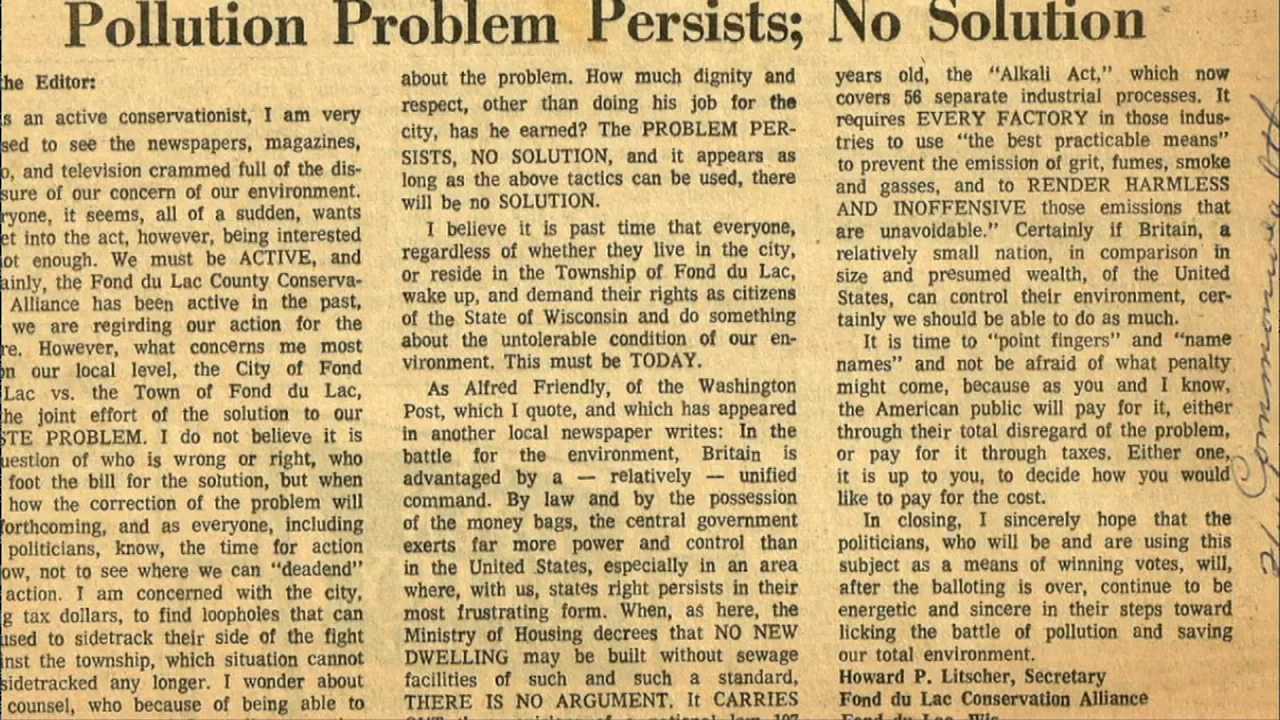 Pollution Problem Persists; No Solution
he Editor:
s an active conservationist, I am very
sed to see the newspapers, magazines,
o, and television crammed full of the dis-
sure of our concern of our environment.
ryone, it seems, all of a sudden, wants
et into the act, however, being interested
ot enough. We must be ACTIVE, and
ainly, the Fond du Lac County Conserva-
Alliance has been active in the past,
we are regirding our action for the
re. However, what concerns me most
on our local level, the City of Fond
Lac vs. the Town of Fond du Lac,
he joint effort of the solution to our
STE PROBLEM. I do not believe it is
uestion of who is wrong or right, who
foot the bill for the solution, but when
how the correction of the problem will
forthcoming, and as everyone, including
politicians, know, the time for action
ow, not to see where we can "deadend"
action. I am concerned with the city,
g tax dollars, to find loopholes that can
used to sidetrack their side of the fight
inst the township, which situation cannot
sidetracked any longer. I wonder about
counsel, who because of being able to
about the problem. How much dignity and
respect, other than doing his job for the
city, has he earned? The PROBLEM PER-
SISTS, NO SOLUTION, and it appears as
long as the above tactics can be used, there
will be no SOLUTION.
I believe it is past time that everyone,
regardless of whether they live in the city,
or reside in the Township of Fond du Lac,
wake up, and demand their rights as citizens
of the State of Wisconsin and do something
about the untolerable condition of our en-
vironment. This must be TODAY.
As Alfred Friendly, of the Washington
Post, which I quote, and which has appeared
in another local newspaper writes: In the
battle for the environment, Britain is
advantaged by a — relatively — unified
command. By law and by the possession
of the money bags, the central government
exerts far more power and control than
in the United States, especially in an area
where, with us, states right persists in their
most frustrating form. When, as here, the
Ministry of Housing decrees that NO NEW
DWELLING may be built without sewage
facilities of such and such a standard,
THERE IS NO ARGUMENT. It CARRIES
years old, the "Alkali Act," which now
covers 56 separate industrial processes. It
requires EVERY FACTORY in those indus-
tries to use "the best practicable means"
to prevent the emission of grit, fumes, smoke
and gasses, and to RENDER HARMLESS
AND INOFFENSIVE those emissions that
are unavoidable." Certainly if Britain, a
relatively small nation, in comparison in
size and presumed wealth, of the United
States, can control their environment, cer-
tainly we should be able to do as much.
It is time to "point fingers" and "name
names" and not be afraid of what penalty
might come, because as you and I know,
the American public will pay for it, either
through their total disregard of the problem,
or pay for it through taxes. Either one,
it is up to you, to decide how you would
like to pay for the cost.
In closing, I sincerely hope that the
politicians, who will be and are using this
subject as a means of winning votes, will,
after the balloting is over, continue to be
energetic and sincere in their steps toward
licking the battle of pollution and saving
our total environment.
Howard P. Litscher, Secretary
Fond du Lac Conservation Alliance
Fond du Lac, Wis.